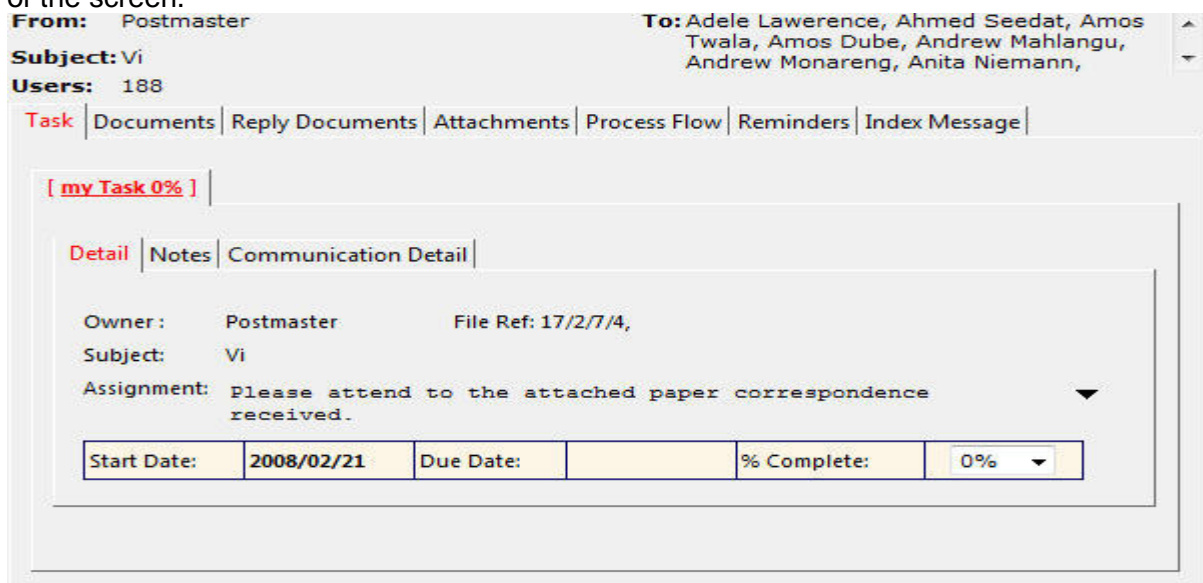 of the screen.
From: Postmaster To: Adele Lawerence, Ahmed Seedat, Amos
Twala, Amos Dube, Andrew Mahlangu,
Subject: Vi
Andrew Monareng, Anita Niemann,
Users: 188
Task Documents Reply Documents Attachments Process Flow Reminders Index Message
[ my Task 0% ]
Detail Notes Communication Detail
Owner : Postmaster File Ref: 17/2/7/4,
Subject: Vi
Assignment: Please attend to the attached paper correspondence
received.
Start Date: 2008/02/21 Due Date: % Complete: 0%